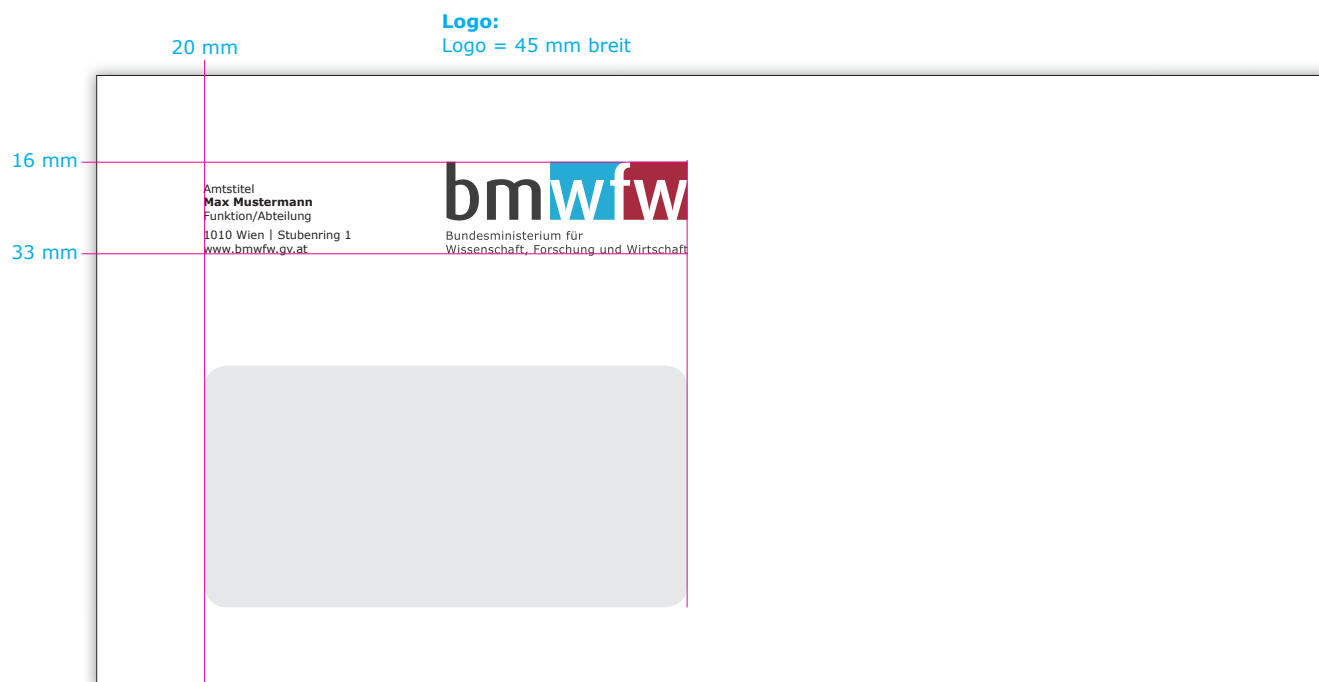 Logo:
Logo = 45 mm breit
20 mm
16 mm
bmwfw
Amtstitel
Max Mustermann
Funktion/Abteilung
1010 Wien | Stubenring 1
www.bmwfw.gv.at
Bundesministerium für
Wissenschaft, Forschung und Wirtschaft
33 mm